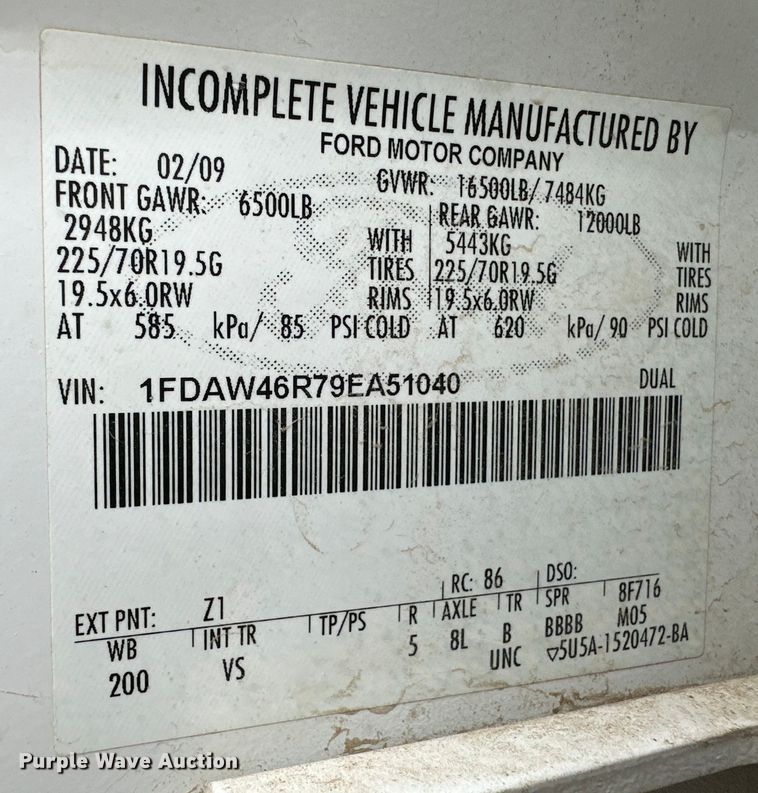 INCOMPLETE VEHICLE MANUFACTURED BY
FORD MOTOR COMPANY
DATE: 02/09 GVWR: 16500LB/ 7484KG
FRONT GAWR: 6500LB REAR GAWR: 12000LB
2948KG WITH 5443KG WITH
225/70R19.5G TIRES 225/70R19.5G TIRES
19.5x6.0RW RIMS 19.5x6.0RW RIMS
AT 585 kPa/ 85 PSI COLD AT 620 kPa/ 90 PSI COLD
VIN: 1FDAW46R79EA51040 DUAL
EXT PNT: Z1 RC: 86 DSO:
WB INT TR TP/PS R AXLE TR SPR 8F716
200 VS 5 8L B BBBB M05
UNC ▽5U5A-1520472-BA
Purple Wave Auction